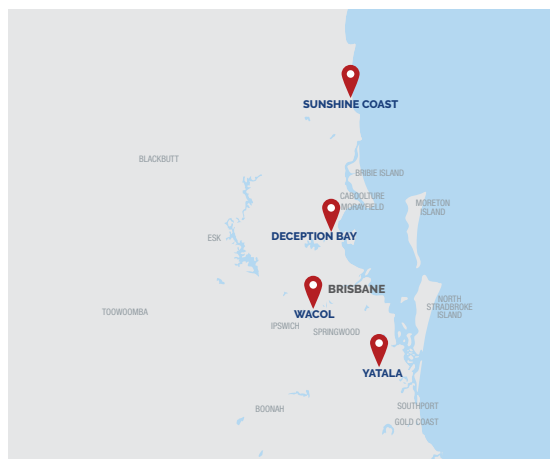 SUNSHINE COAST
BLACKBUTT
BRIBIE ISLAND
CABOOLTURE
MORAYFIELD
MORETON
ISLAND
DECEPTION BAY
ESK
BRISBANE
NORTH
STRADBROKE
ISLAND
TOOWOOMBA
WACOL
IPSWICH
SPRINGWOOD
YATALA
BOONAH
SOUTHPORT
GOLD COAST